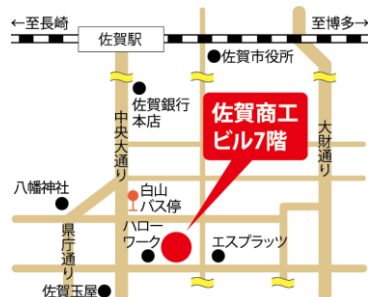 ←至長崎
至博多→
佐賀駅
佐賀市役所
佐賀銀行
本店
佐賀商工
ビル7階
中央大通り
大財通り
八幡神社
白山
バス停
県庁通り
ハロー
ワーク
エスプラッツ
佐賀玉屋